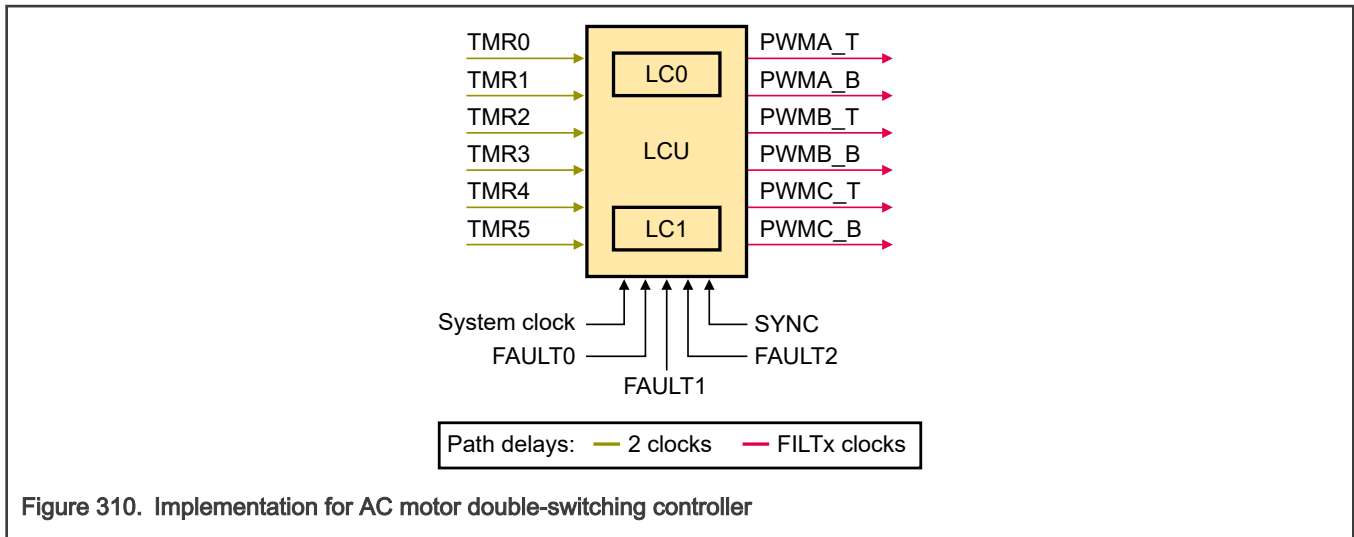 TMR0
TMR1
TMR2
TMR3
TMR4
TMR5
LC0
LCU
LC1
PWMA_T
PWMA_B
PWMB_T
PWMB_B
PWMC_T
PWMC_B
System clock
SYNC
FAULT0
FAULT2
FAULT1
Path delays: 2 clocks FILTx clocks
Figure 310. Implementation for AC motor double-switching controller